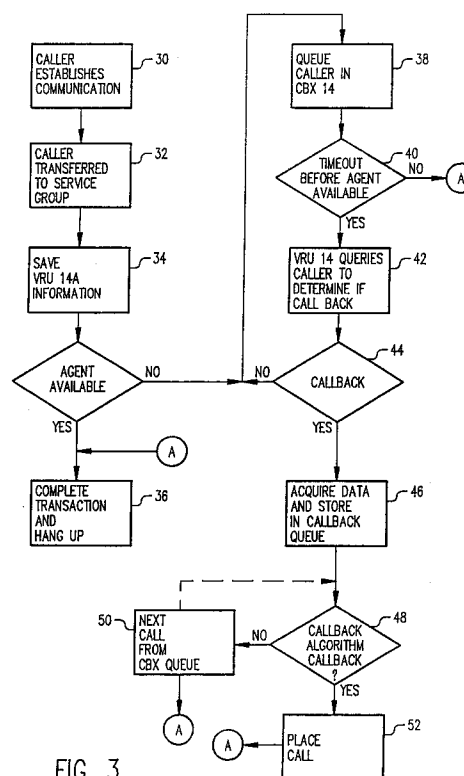 CALLER
ESTABLISHES
COMMUNICATION
30
CALLER
TRANSFERRED
TO SERVICE
GROUP
32
SAVE
VRU 14A
INFORMATION
34
AGENT
AVAILABLE
NO
YES
A
COMPLETE
TRANSACTION
AND
HANG UP
36
QUEUE
CALLER IN
CBX 14
38
TIMEOUT
BEFORE AGENT
AVAILABLE
40
NO
A
YES
VRU 14 QUERIES
CALLER TO
DETERMINE IF
CALL BACK
42
CALLBACK
44
NO
YES
ACQUIRE DATA
AND STORE
IN CALLBACK
QUEUE
46
CALLBACK
ALGORITHM
CALLBACK
?
48
NO
YES
50
NEXT
CALL
FROM
CBX QUEUE
A
PLACE
CALL
52
A
FIG. 3